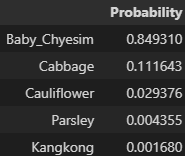 Probability
Baby_Chyesim 0.849310
Cabbage 0.111643
Cauliflower 0.029376
Parsley 0.004355
Kangkong 0.001680